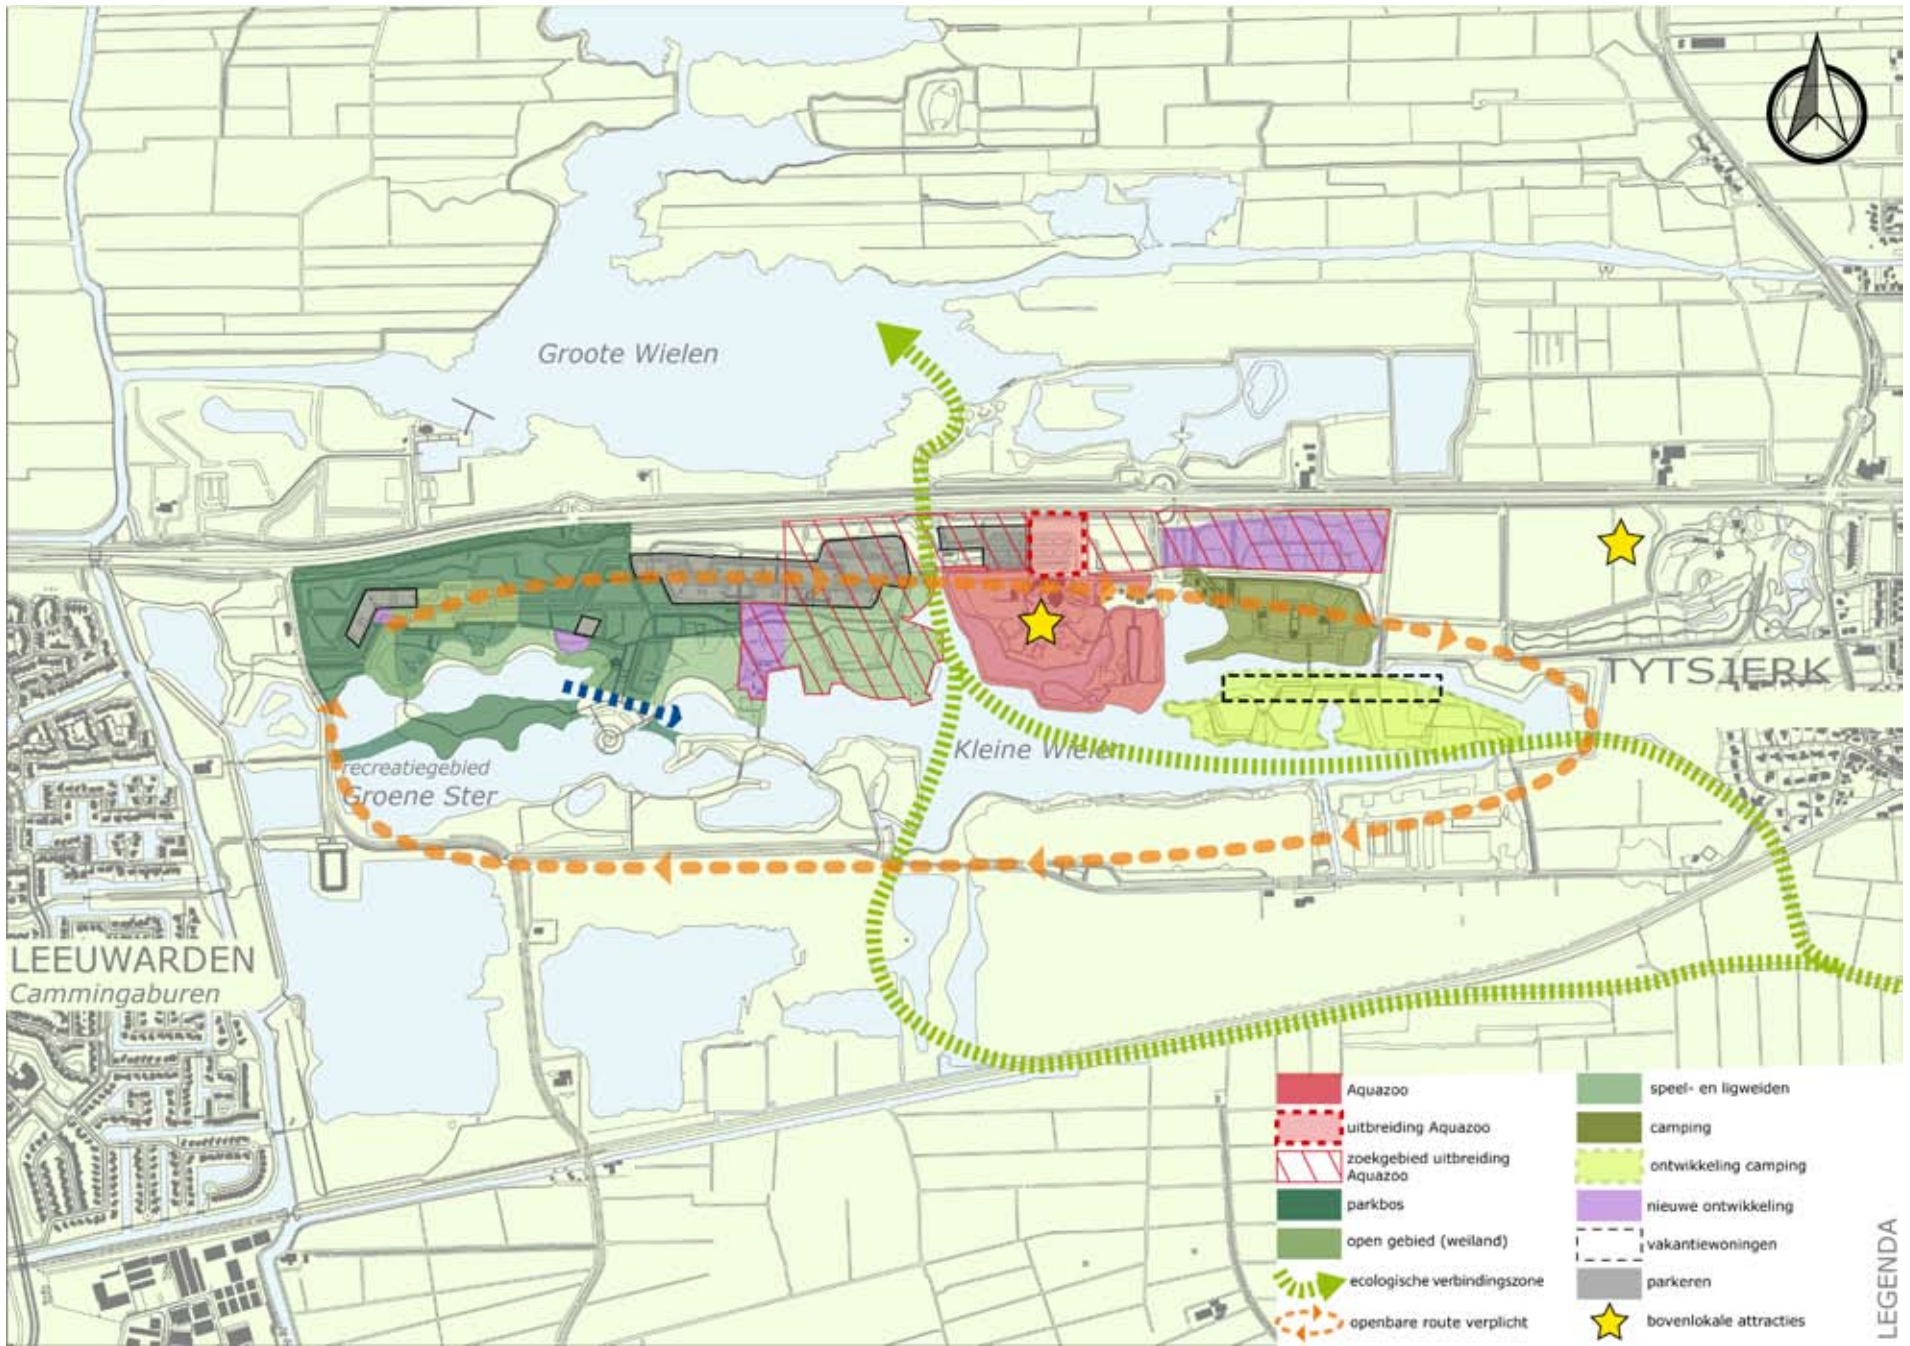 Groote Wielen
TYTSJERK
Kleine Wielen
recreatiegebied
Groene Ster
LEEUWARDEN
Cammingaburen
Aquazoo
uitbreiding Aquazoo
zoekgebied uitbreiding
Aquazoo
parkbos
open gebied (weiland)
ecologische verbindingszone
openbare route verplicht
speel- en ligweiden
camping
ontwikkeling camping
nieuwe ontwikkeling
vakantiewoningen
parkeren
bovenlokale attracties
LEGENDA